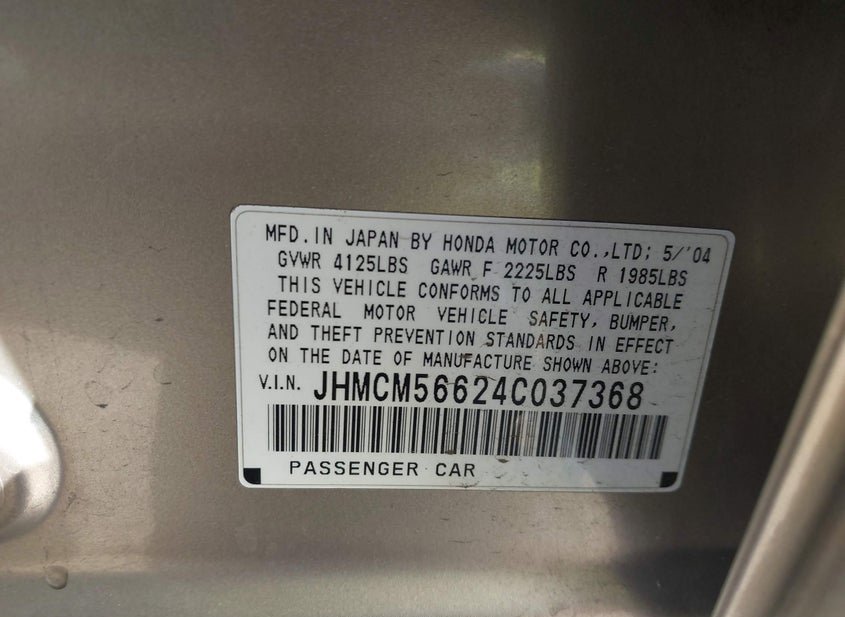 MFD. IN JAPAN BY HONDA MOTOR CO.,LTD; 5/'04
GVWR 4125LBS GAWR F 2225LBS R 1985LBS
THIS VEHICLE CONFORMS TO ALL APPLICABLE
FEDERAL MOTOR VEHICLE SAFETY, BUMPER,
AND THEFT PREVENTION STANDARDS IN EFFECT
ON THE DATE OF MANUFACTURE SHOWN ABOVE:
V.I.N. JHMCM56624C037368
PASSENGER CAR